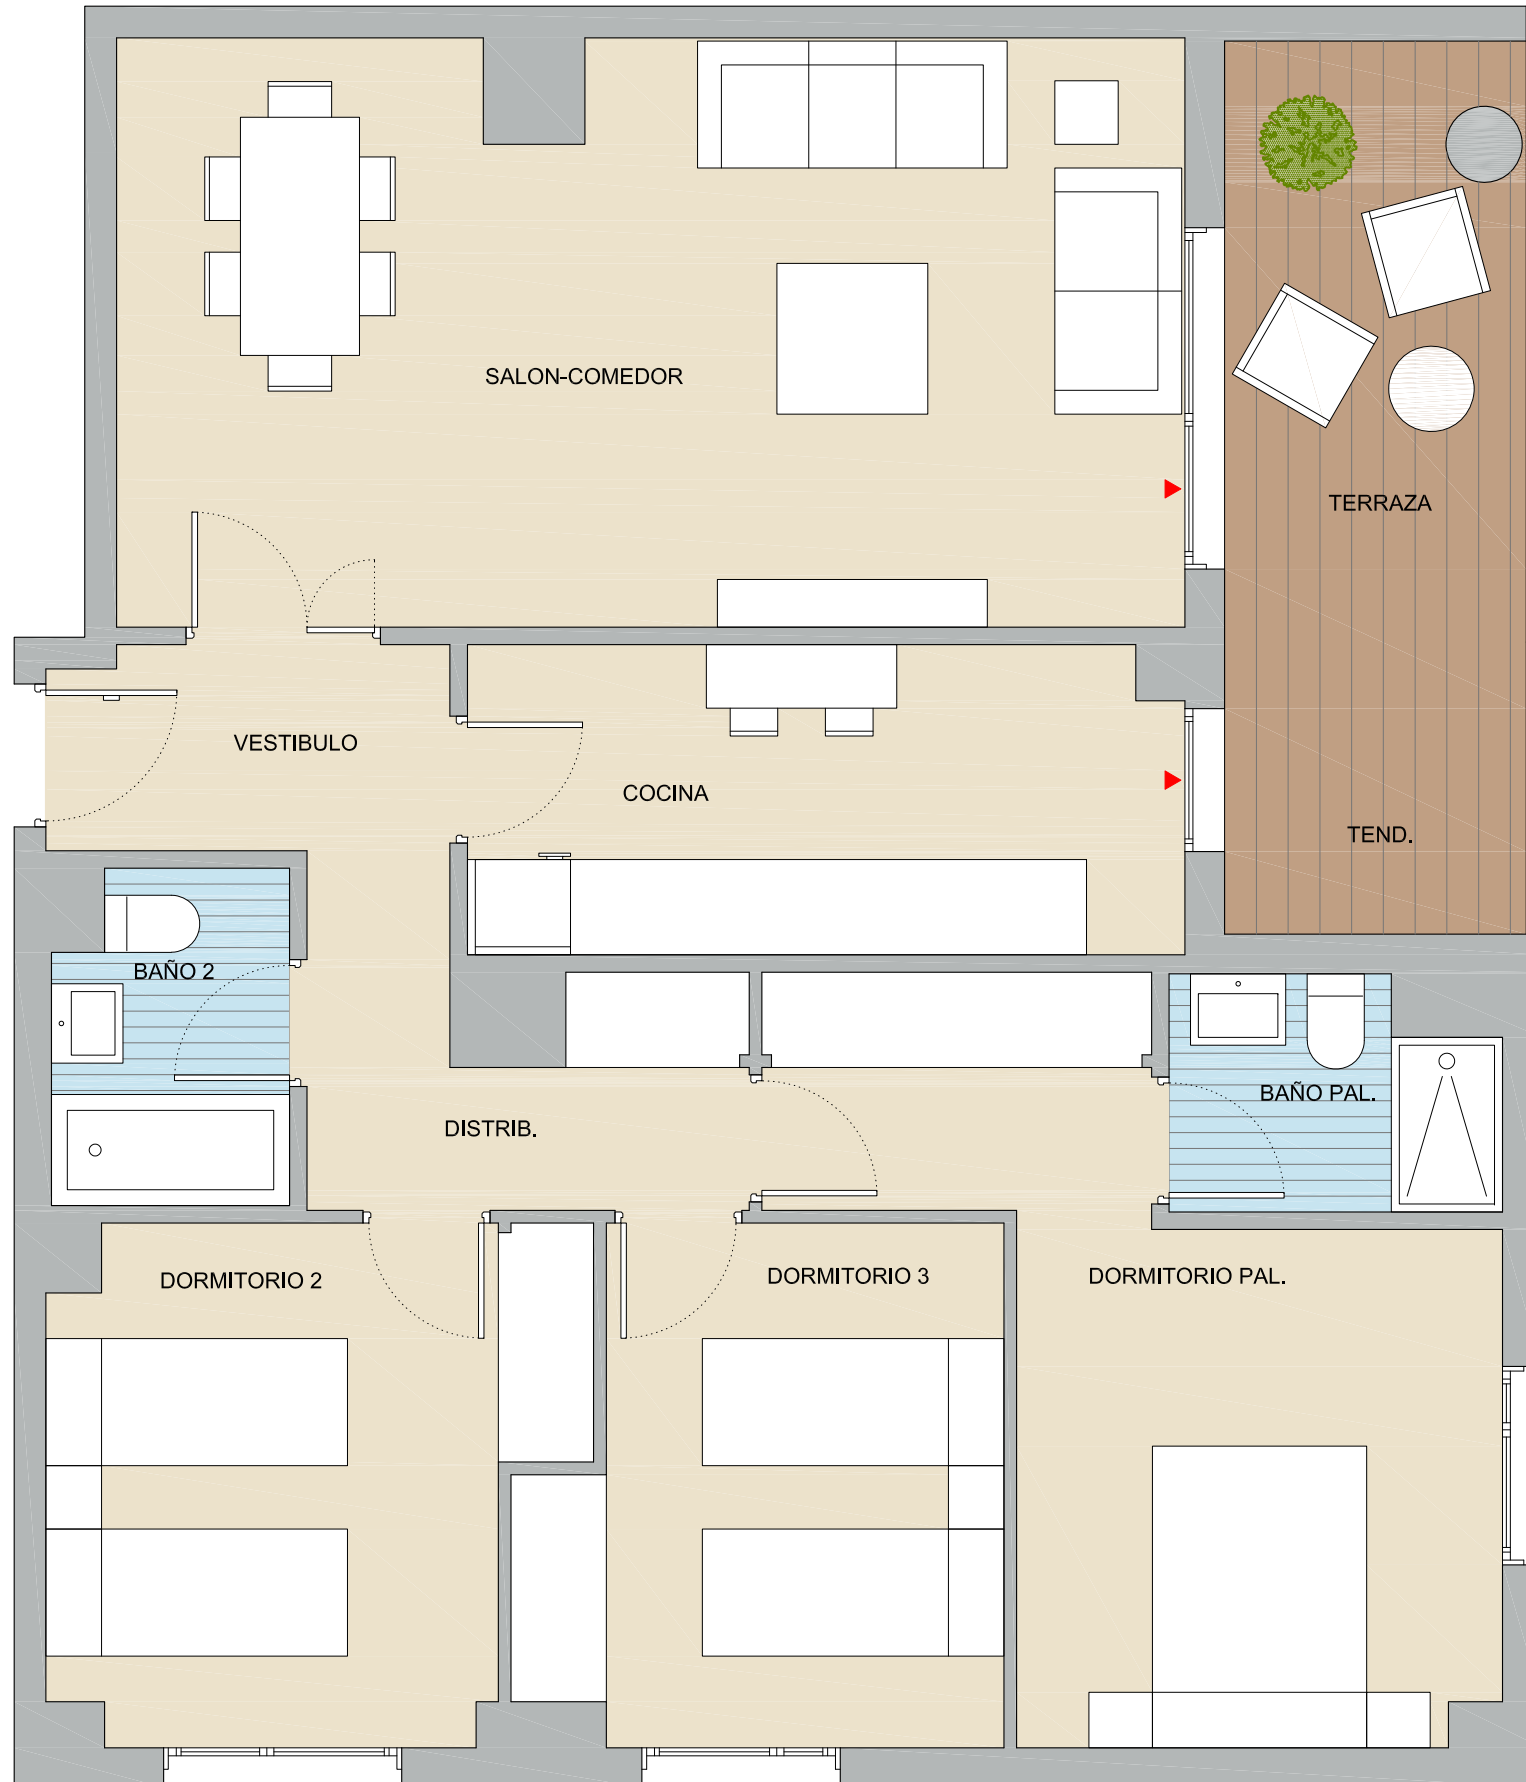 SALON-COMEDOR
TERRAZA
VESTIBULO
COCINA
TEND.
BAÑO 2
BAÑO PAL.
DISTRIB.
DORMITORIO 2
DORMITORIO 3
DORMITORIO PAL.